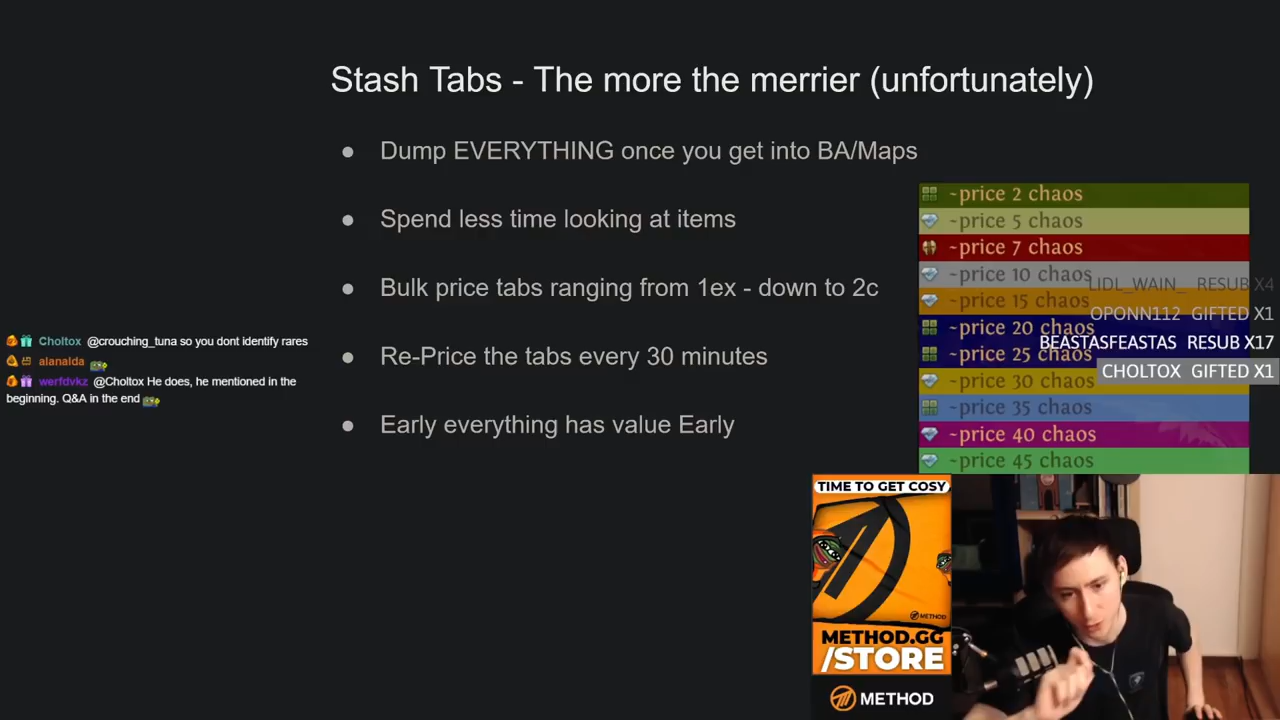 Stash Tabs - The more the merrier (unfortunately)
● Dump EVERYTHING once you get into BA/Maps
● Spend less time looking at items
● Bulk price tabs ranging from 1ex - down to 2c
● Re-Price the tabs every 30 minutes
● Early everything has value Early
~price 2 chaos
~price 5 chaos
~price 7 chaos
~price 10 chaos
~price 15 chaos
~price 20 chaos
~price 25 chaos
~price 30 chaos
~price 35 chaos
~price 40 chaos
~price 45 chaos
LIDL_WAIN_ RESUB X4
OPONN112 GIFTED X1
BEASTASFEASTAS RESUB X17
CHOLTOX GIFTED X1
Choltox @crouching_tuna so you dont identify rares
alanalda
werfdvkz @Choltox He does, he mentioned in the
beginning. Q&A in the end
TIME TO GET COSY
METHOD
METHOD.GG
/STORE
METHOD